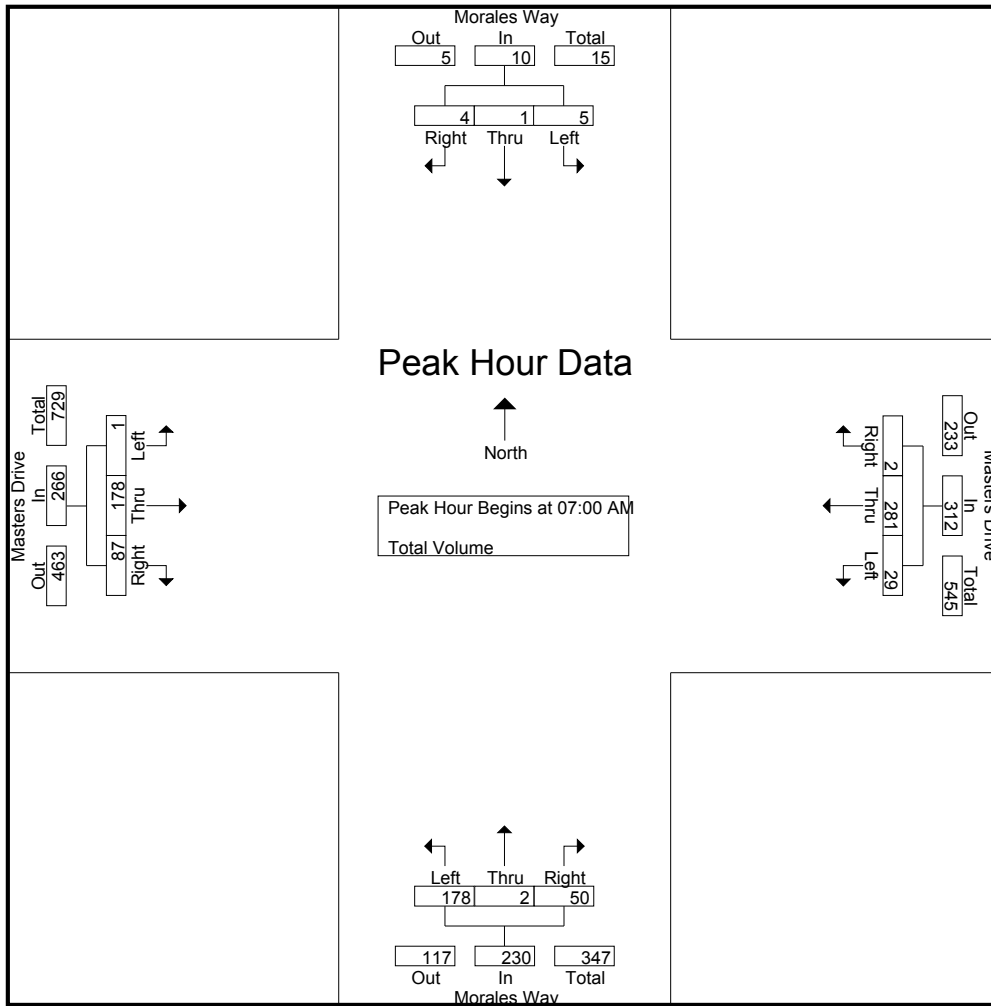 Morales Way
Out In Total
5 10 15
4 1 5
Right Thru Left
Peak Hour Data
North
Peak Hour Begins at 07:00 AM
Total Volume
Masters Drive
Out In Total
463 266 729
87 178 1
Right Thru Left
Masters Drive
Out In Total
233 312 545
2 281 29
Right Thru Left
Left Thru Right
178 2 50
117 230 347
Out In Total
Morales Way